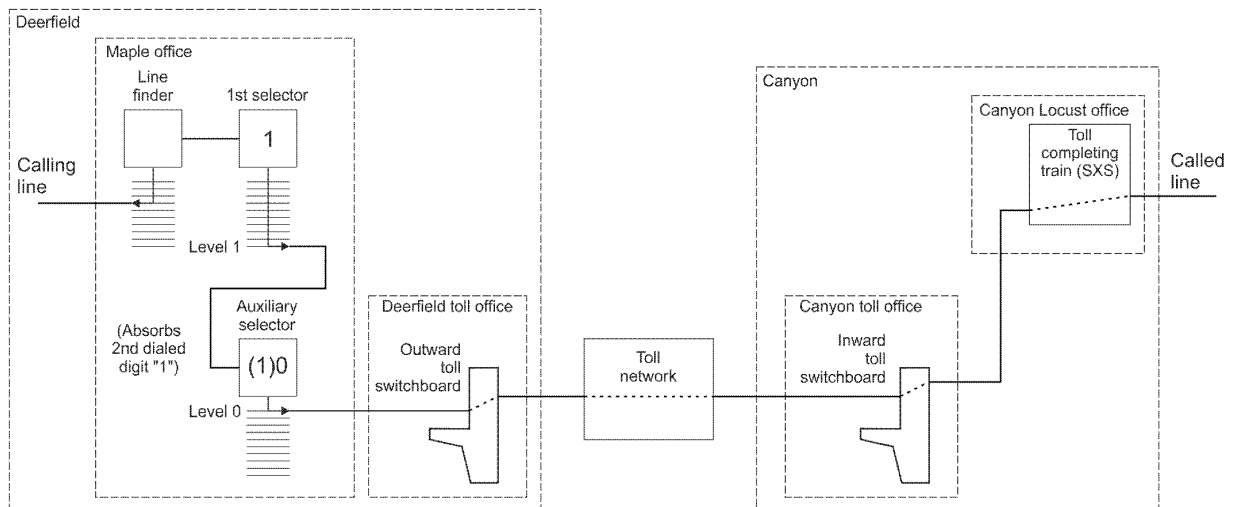 Deerfield
Maple office
Line
finder
1st selector
1
Calling
line
Level 1
(Absorbs
2nd dialed
digit "1")
Auxiliary
selector
(1)0
Level 0
Deerfield toll office
Outward
toll
switchboard
Toll
network
Canyon
Canyon Locust office
Toll
completing
train (SXS)
Called
line
Canyon toll office
Inward
toll
switchboard